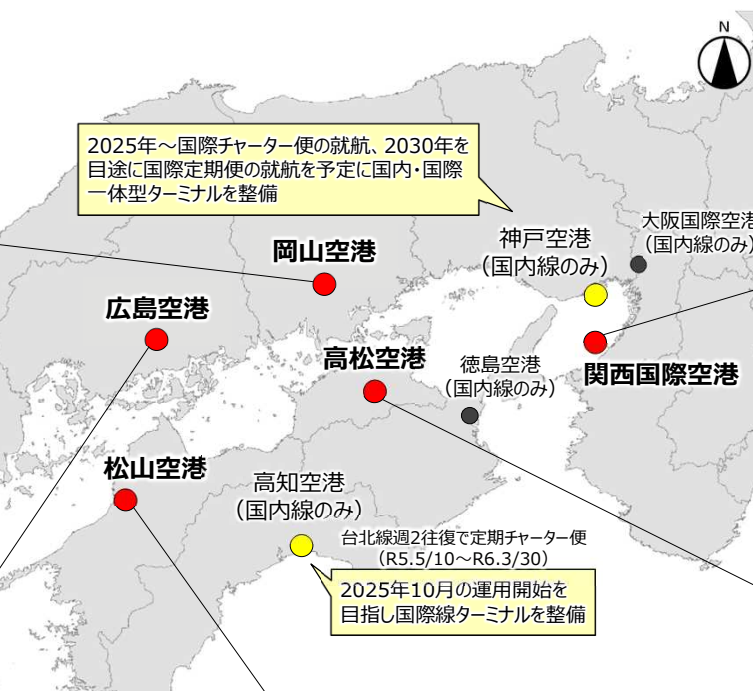 N
2025年～国際チャーター便の就航、2030年を
目途に国際定期便の就航を予定に国内・国際
一体型ターミナルを整備
大阪国際空港
（国内線のみ）
神戸空港
（国内線のみ）
岡山空港
広島空港
高松空港
徳島空港
（国内線のみ）
関西国際空港
松山空港
高知空港
（国内線のみ）
台北線週2往復で定期チャーター便
（R5.5/10～R6.3/30）
2025年10月の運用開始を
目指し国際線ターミナルを整備